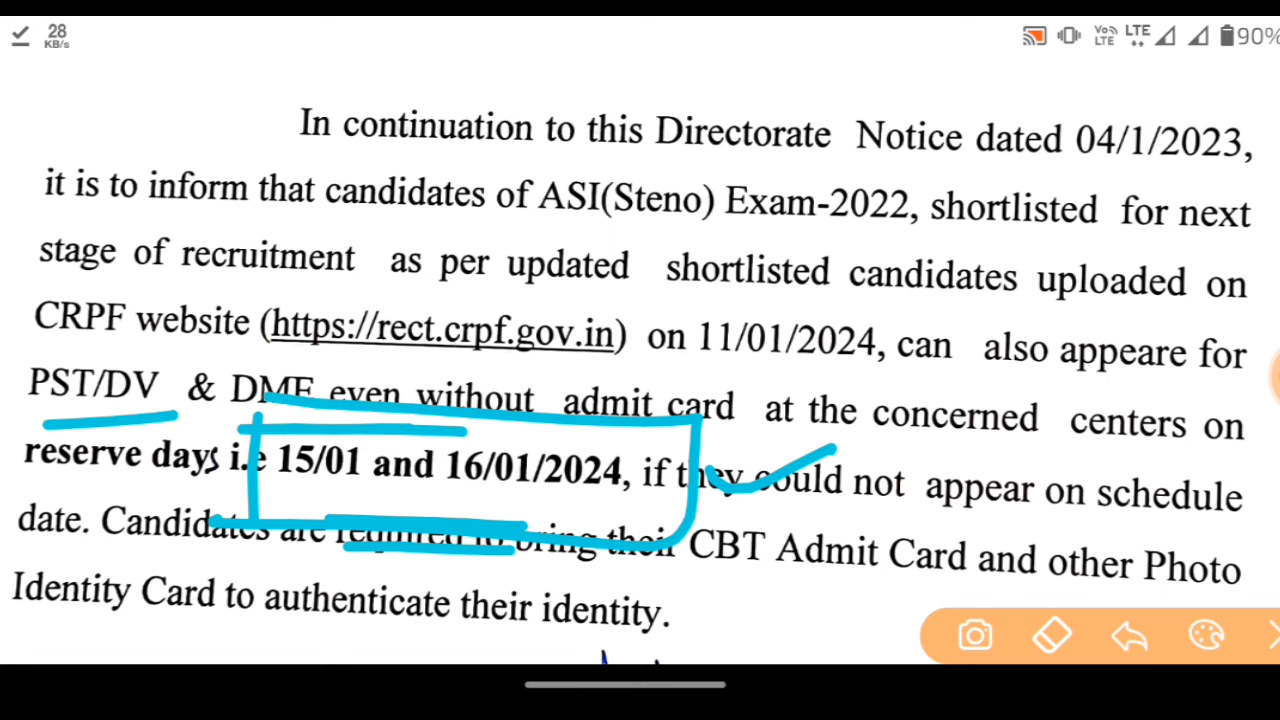 28
KB/s
Vo)) LTE LTE 90%
In continuation to this Directorate Notice dated 04/1/2023,
it is to inform that candidates of ASI(Steno) Exam-2022, shortlisted for next
stage of recruitment as per updated shortlisted candidates uploaded on
CRPF website (https://rect.crpf.gov.in) on 11/01/2024, can also appeare for
PST/DV & DME even without admit card at the concerned centers on
reserve days i.e 15/01 and 16/01/2024, if they could not appear on schedule
date. Candidates are required to bring their CBT Admit Card and other Photo
Identity Card to authenticate their identity.